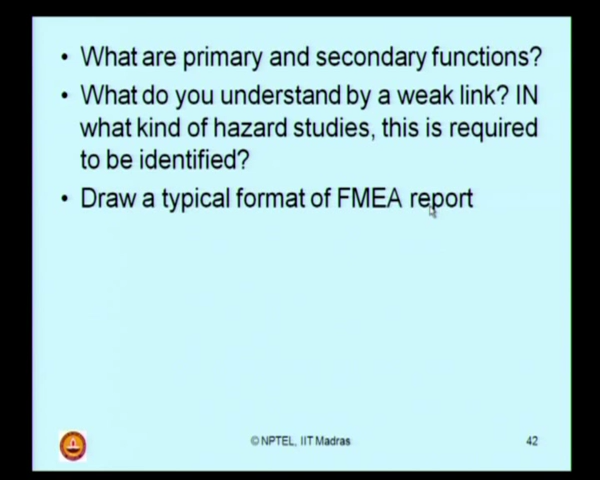 • What are primary and secondary functions?
• What do you understand by a weak link? IN
what kind of hazard studies, this is required
to be identified?
• Draw a typical format of FMEA report
© NPTEL, IIT Madras
42